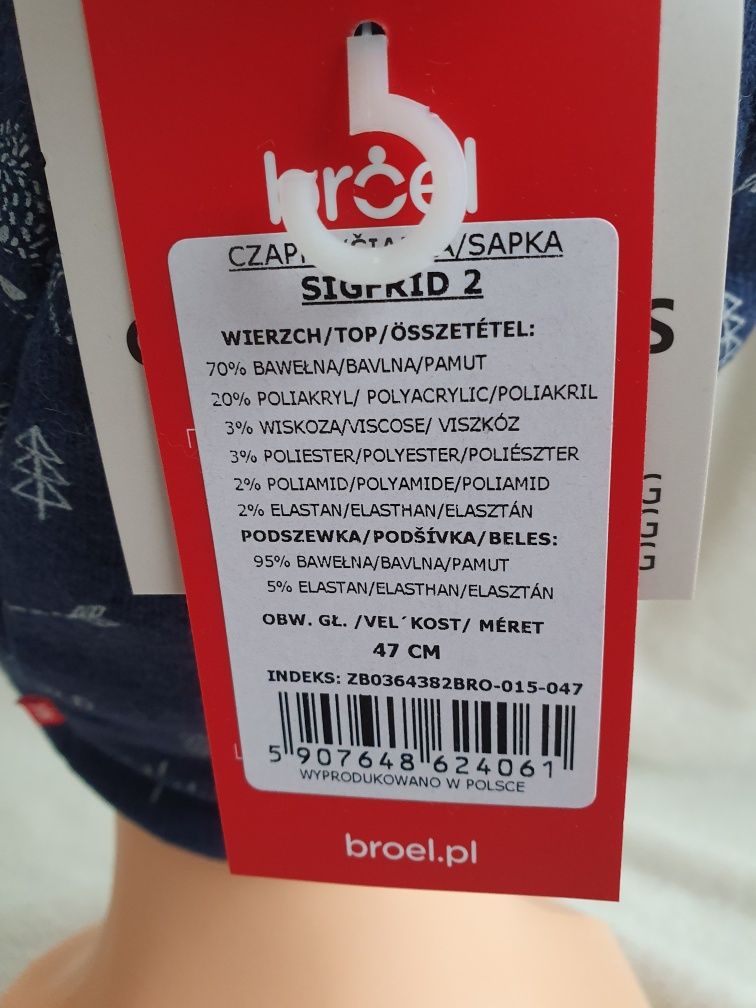 broel
/SAPKA
SIGFRID 2
WIERZCH/TOP/ÖSSZETÉTEL:
70% BAWEŁNA/BAVLNA/PAMUT
20% POLIAKRYL/ POLYACRYLIC/POLIAKRIL
3% WISKOZA/VISCOSE/ VISZKÓZ
3% POLIESTER/POLYESTER/POLIÉSZTER
2% POLIAMID/POLYAMIDE/POLIAMID
2% ELASTAN/ELASTHAN/ELASZTÁN
PODSZEWKA/PODŠÍVKA/BELES:
95% BAWEŁNA/BAVLNA/PAMUT
5% ELASTAN/ELASTHAN/ELASZTÁN
OBW. GŁ. /VEL´KOST/ MÉRET
47 CM
INDEKS: ZB0364382BRO-015-047
5 907648 624061
WYPRODUKOWANO W POLSCE
broel.pl